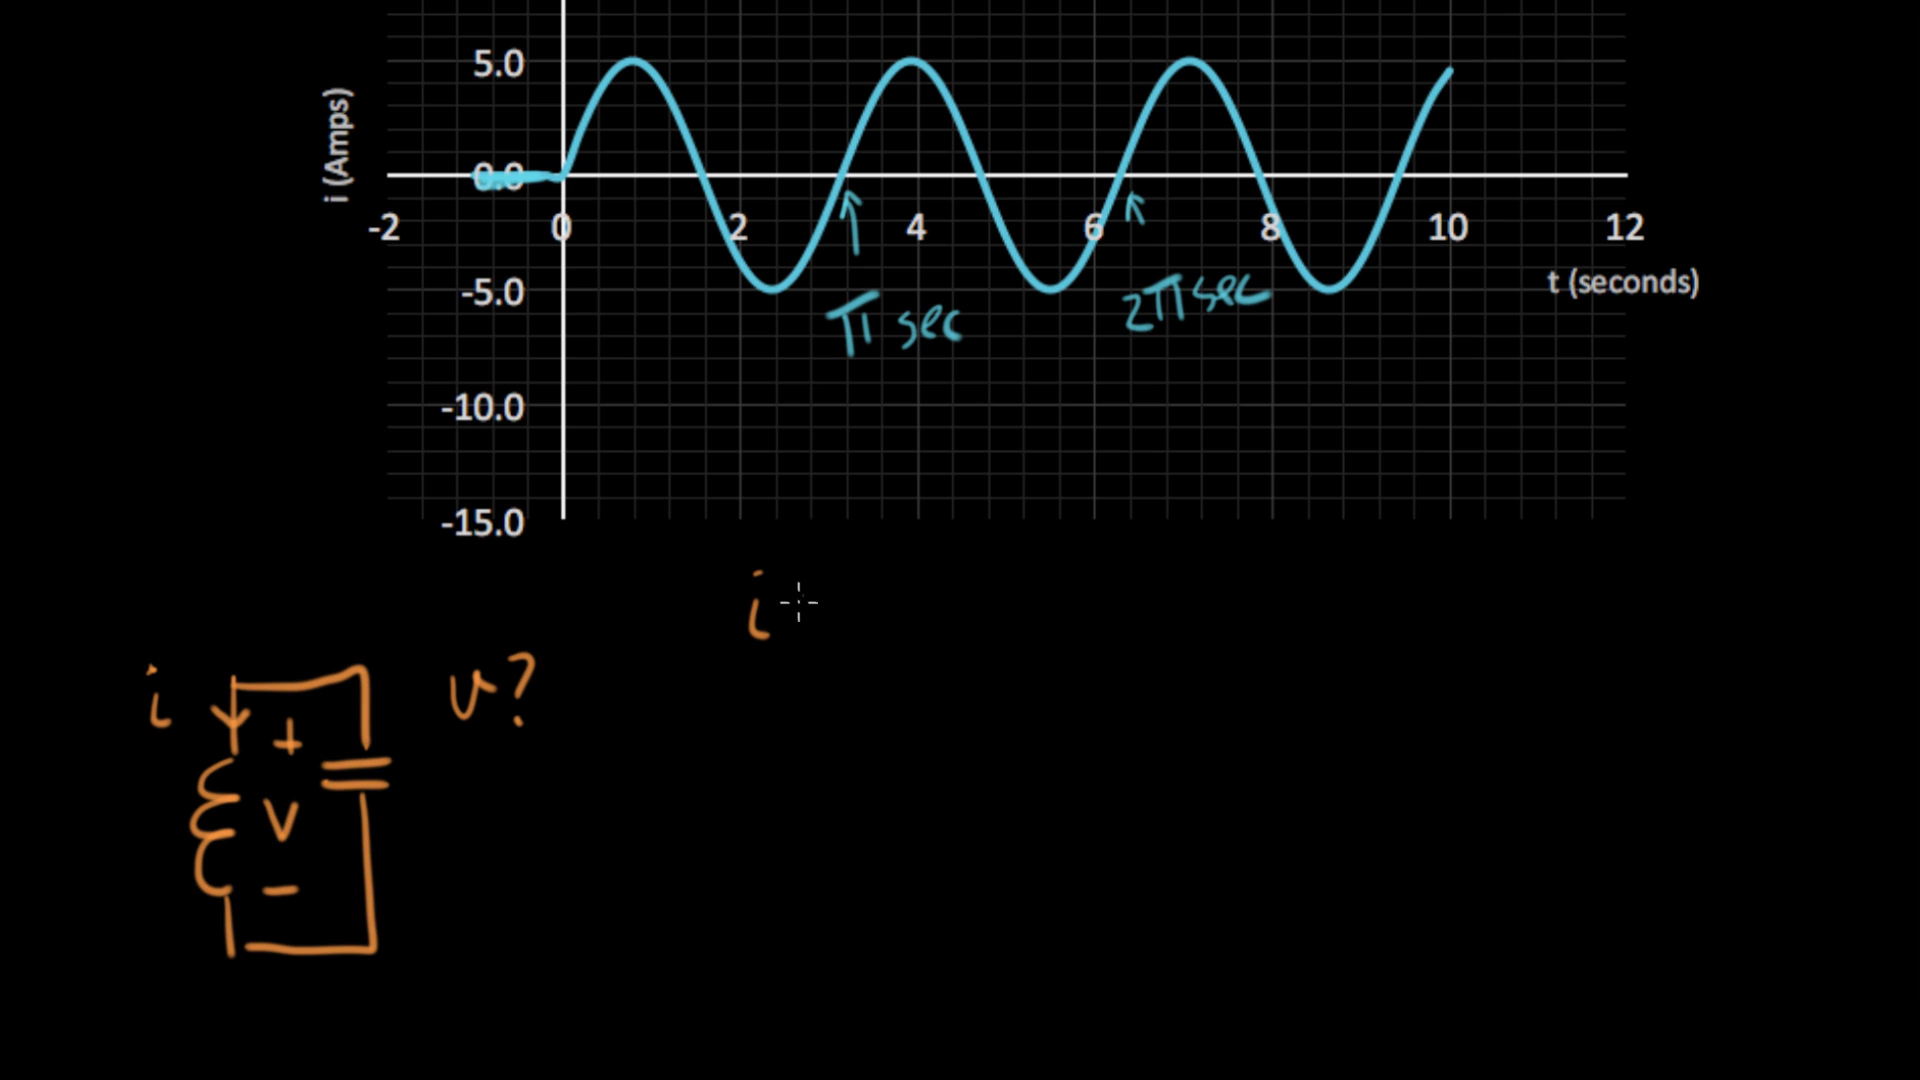 5.0
i (Amps)
0.0
-2 0 2 4 6 8 10 12
t (seconds)
-5.0
π sec
2π sec
-10.0
-15.0
i
i
v?
+
v
−